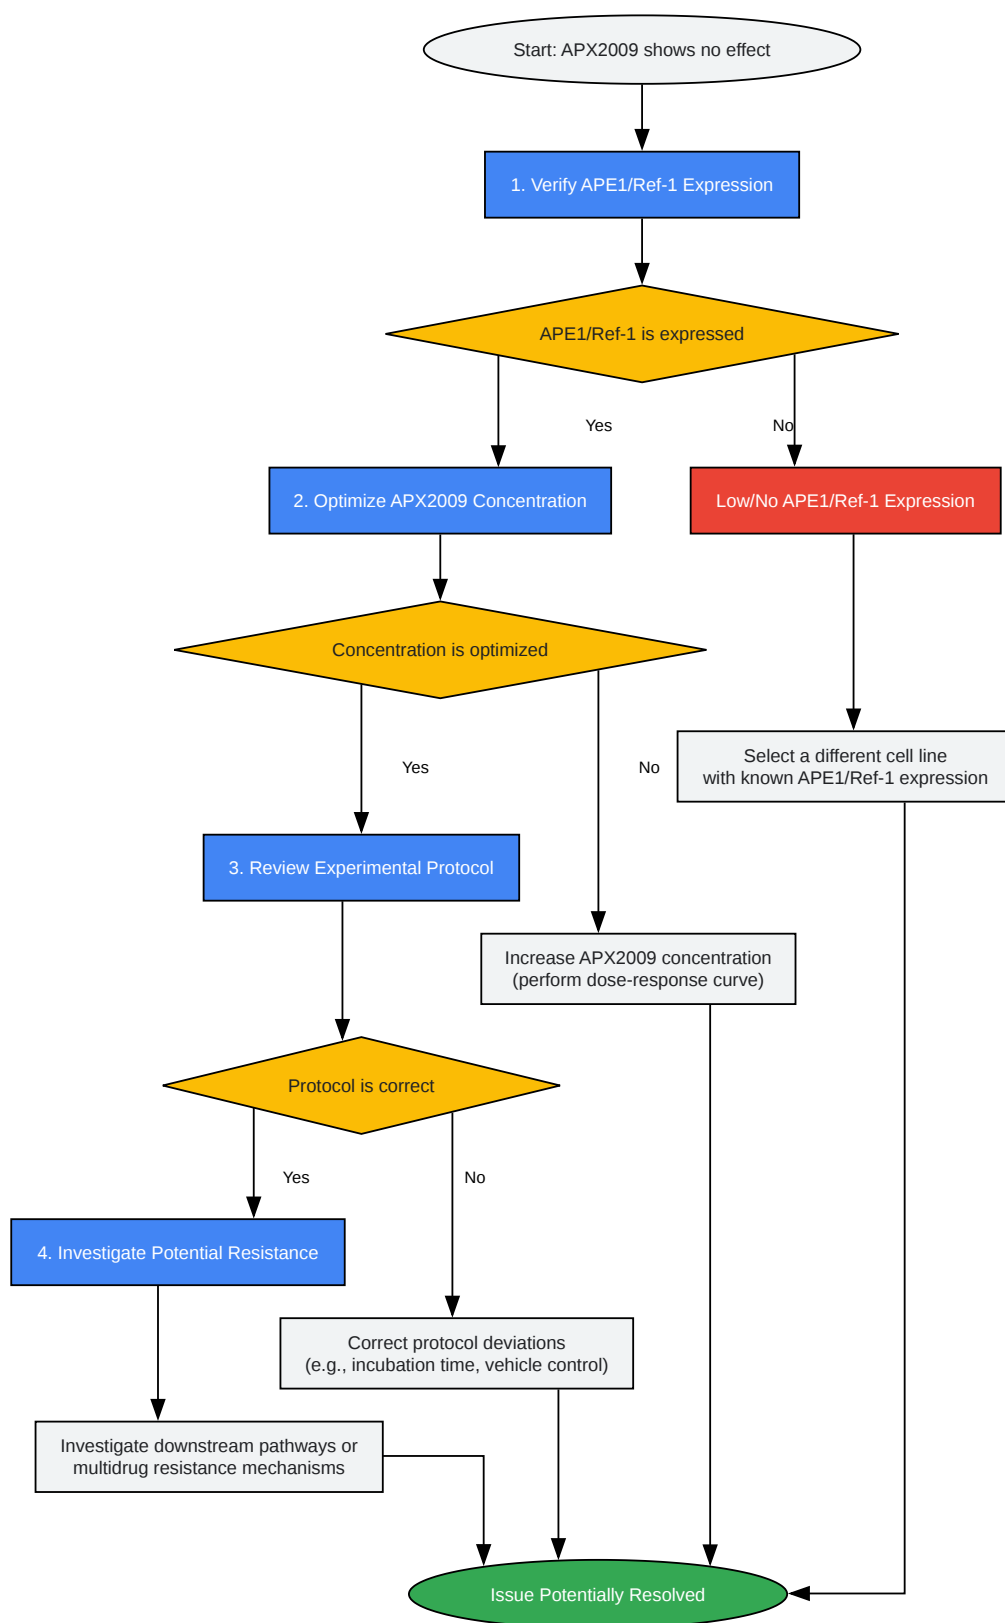 Start: APX2009 shows no effect
1. Verify APE1/Ref-1 Expression
APE1/Ref-1 is expressed
Yes
No
2. Optimize APX2009 Concentration
Low/No APE1/Ref-1 Expression
Concentration is optimized
Select a different cell line
with known APE1/Ref-1 expression
Yes
No
3. Review Experimental Protocol
Increase APX2009 concentration
(perform dose-response curve)
Protocol is correct
Yes
No
4. Investigate Potential Resistance
Correct protocol deviations
(e.g., incubation time, vehicle control)
Investigate downstream pathways or
multidrug resistance mechanisms
Issue Potentially Resolved